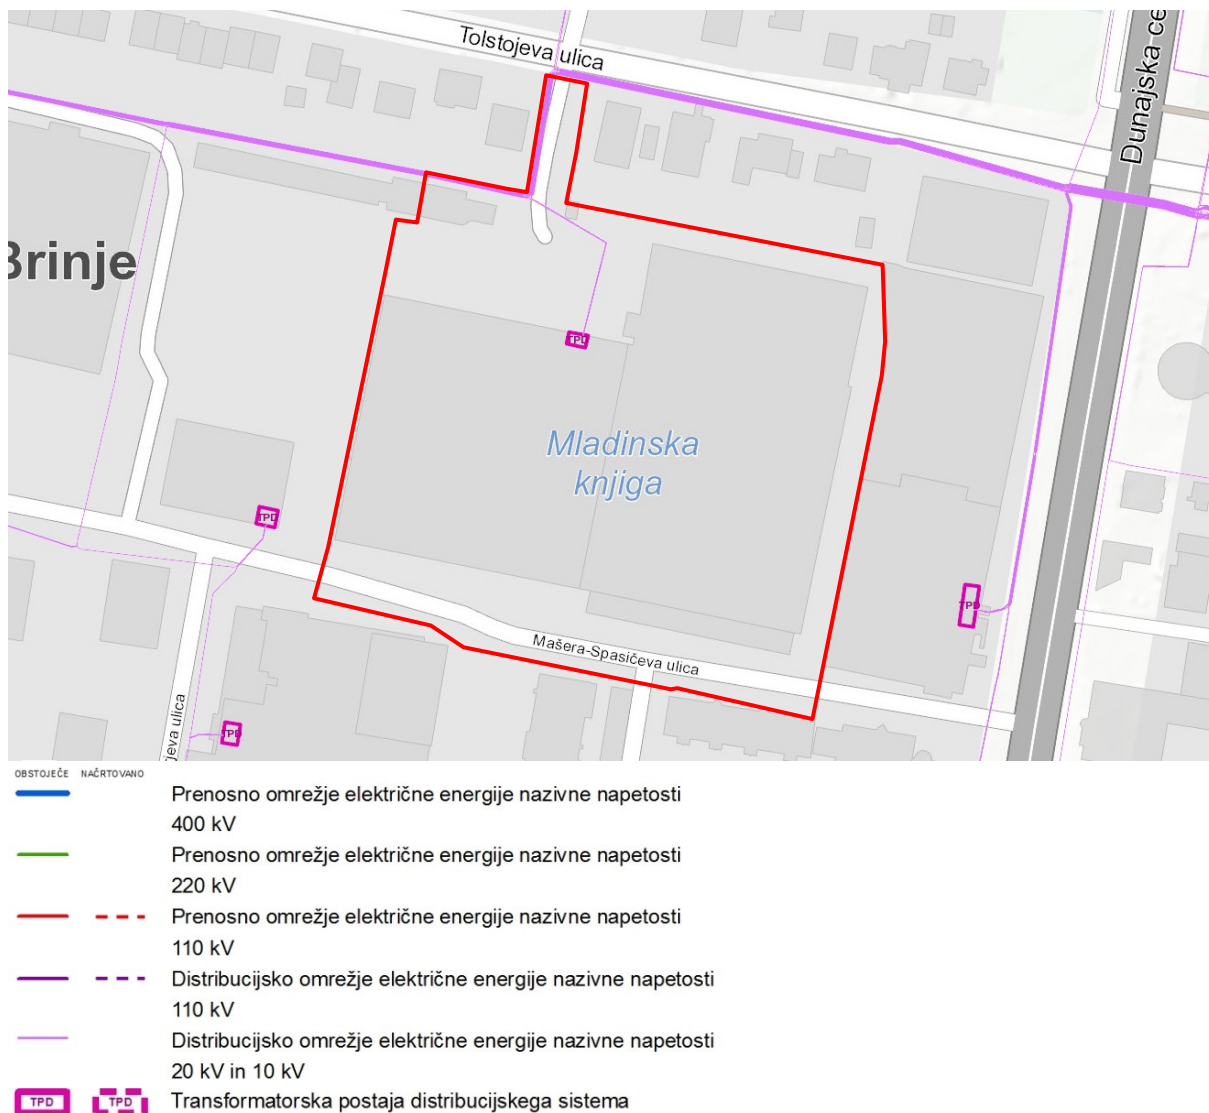 Tolstojeva ulica
Dunajska ce
Brinje
TPD
Mladinska
knjiga
TPD
TPD
Mašera-Spasičeva ulica
jeva ulica
TPD
OBSTOJEČE NAČRTOVANO
Prenosno omrežje električne energije nazivne napetosti
400 kV
Prenosno omrežje električne energije nazivne napetosti
220 kV
Prenosno omrežje električne energije nazivne napetosti
110 kV
Distribucijsko omrežje električne energije nazivne napetosti
110 kV
Distribucijsko omrežje električne energije nazivne napetosti
20 kV in 10 kV
TPD TPD Transformatorska postaja distribucijskega sistema